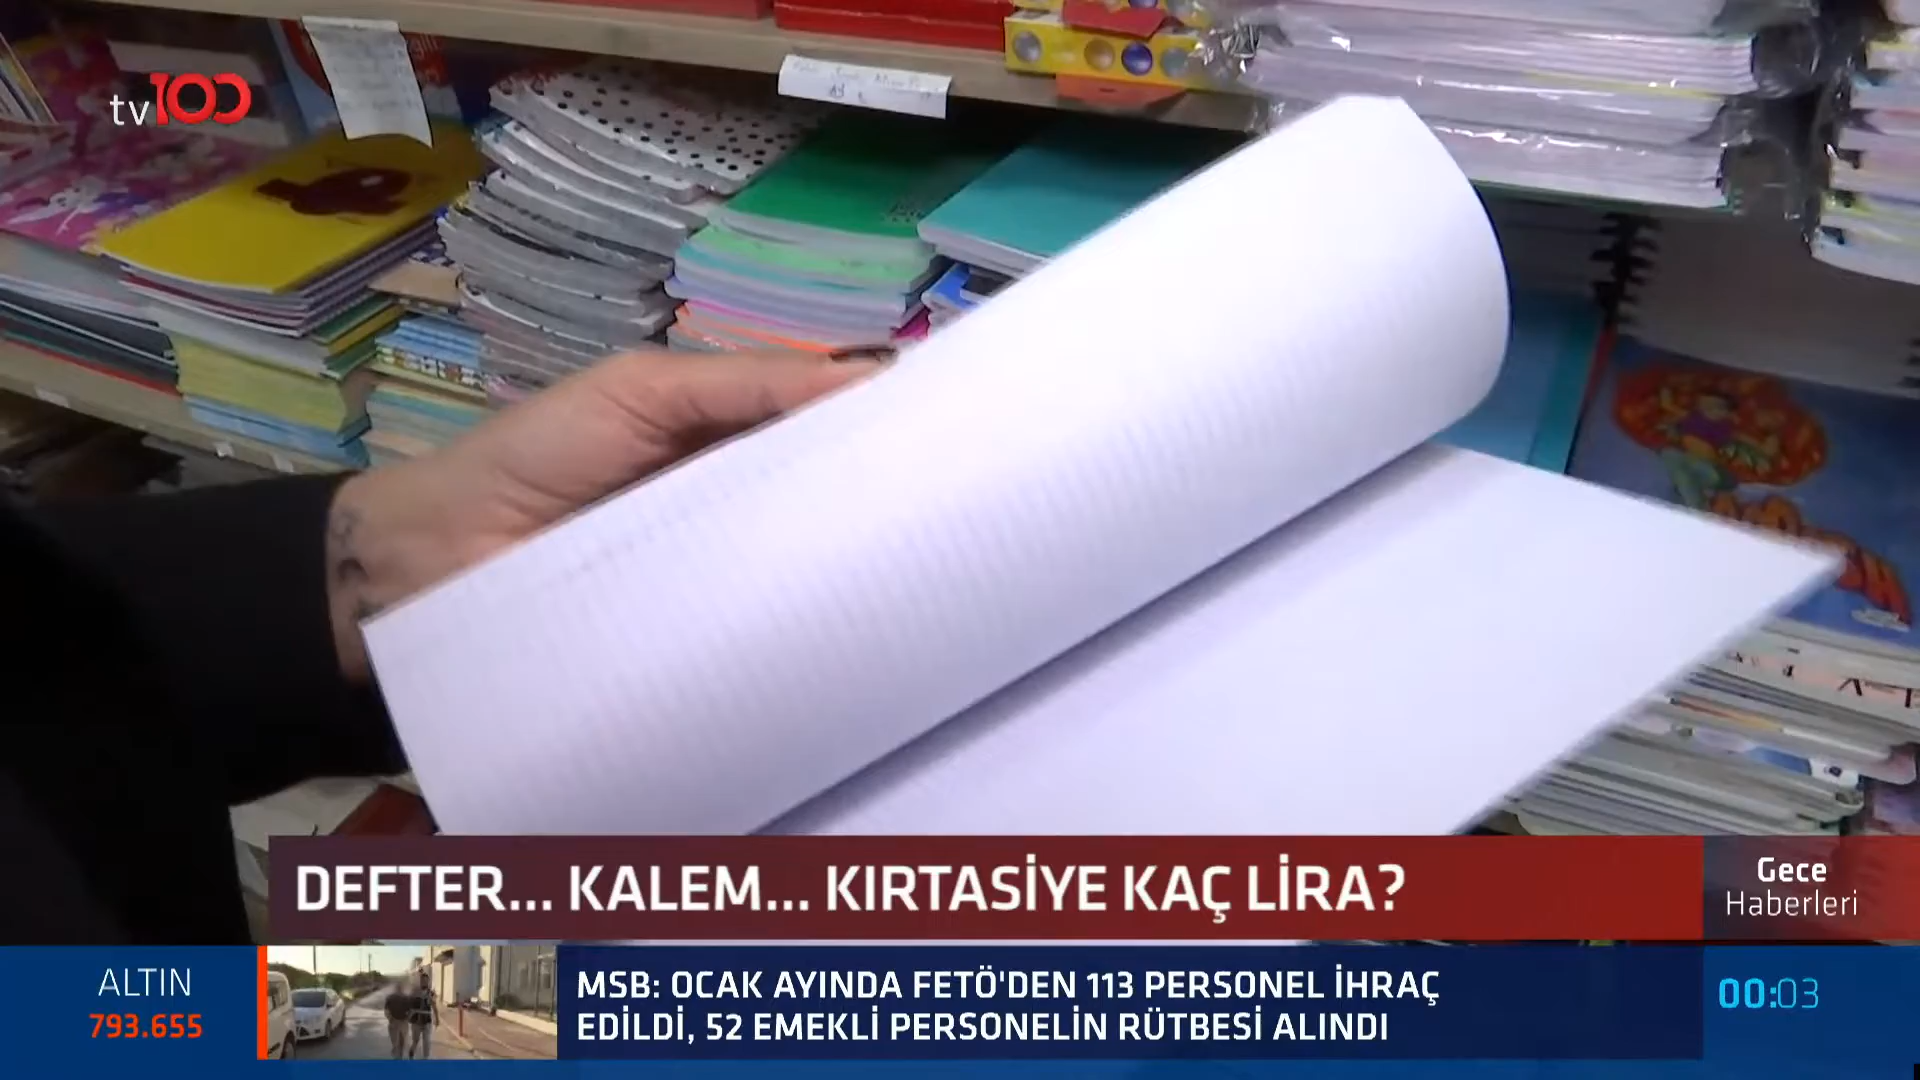 tv100
DEFTER... KALEM... KIRTASİYE KAÇ LİRA?
Gece
Haberleri
ALTIN
793.655
MSB: OCAK AYINDA FETÖ'DEN 113 PERSONEL İHRAÇ
EDİLDİ, 52 EMEKLİ PERSONELİN RÜTBESİ ALINDI
00:03